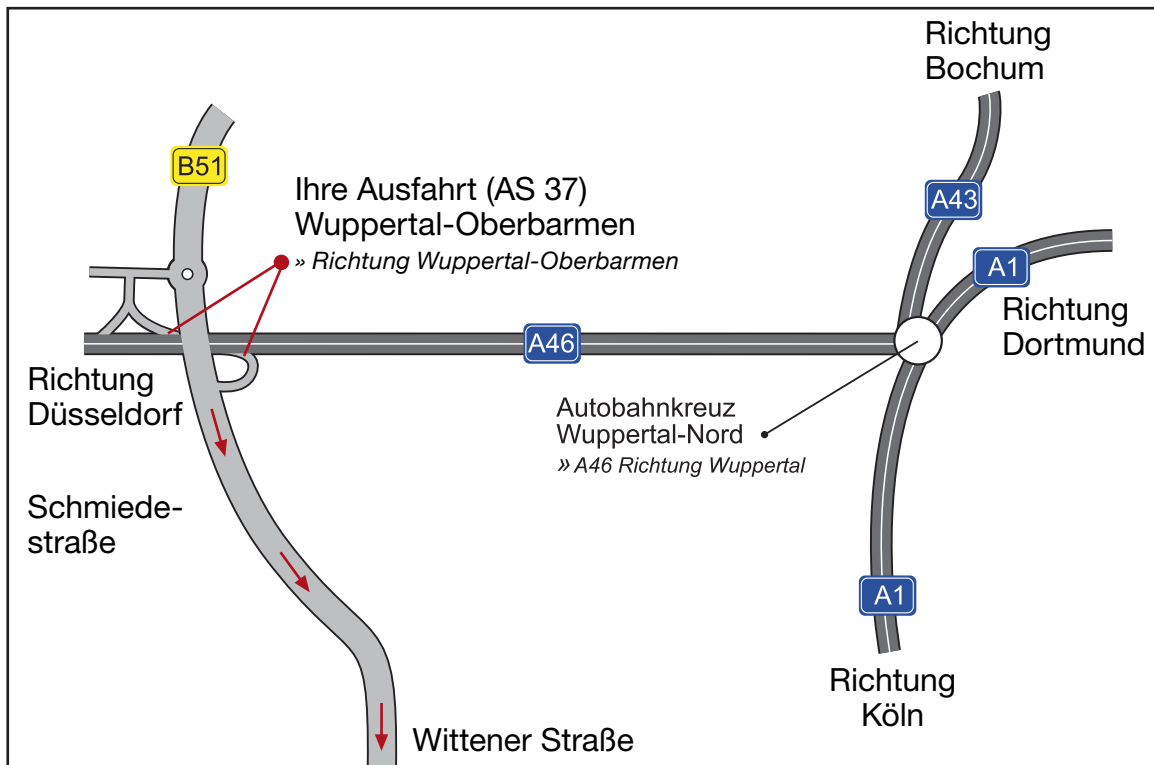 Richtung
Bochum
B51
Ihre Ausfahrt (AS 37)
Wuppertal-Oberbarmen
» Richtung Wuppertal-Oberbarmen
A43
A1
Richtung
Dortmund
A46
Richtung
Düsseldorf
Autobahnkreuz
Wuppertal-Nord
» A46 Richtung Wuppertal
Schmiede-
straße
A1
Richtung
Köln
Wittener Straße